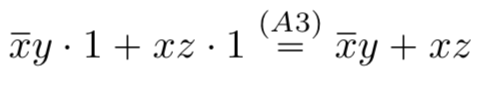 x̅y · 1 + xz · 1 (A3)= x̅y + xz